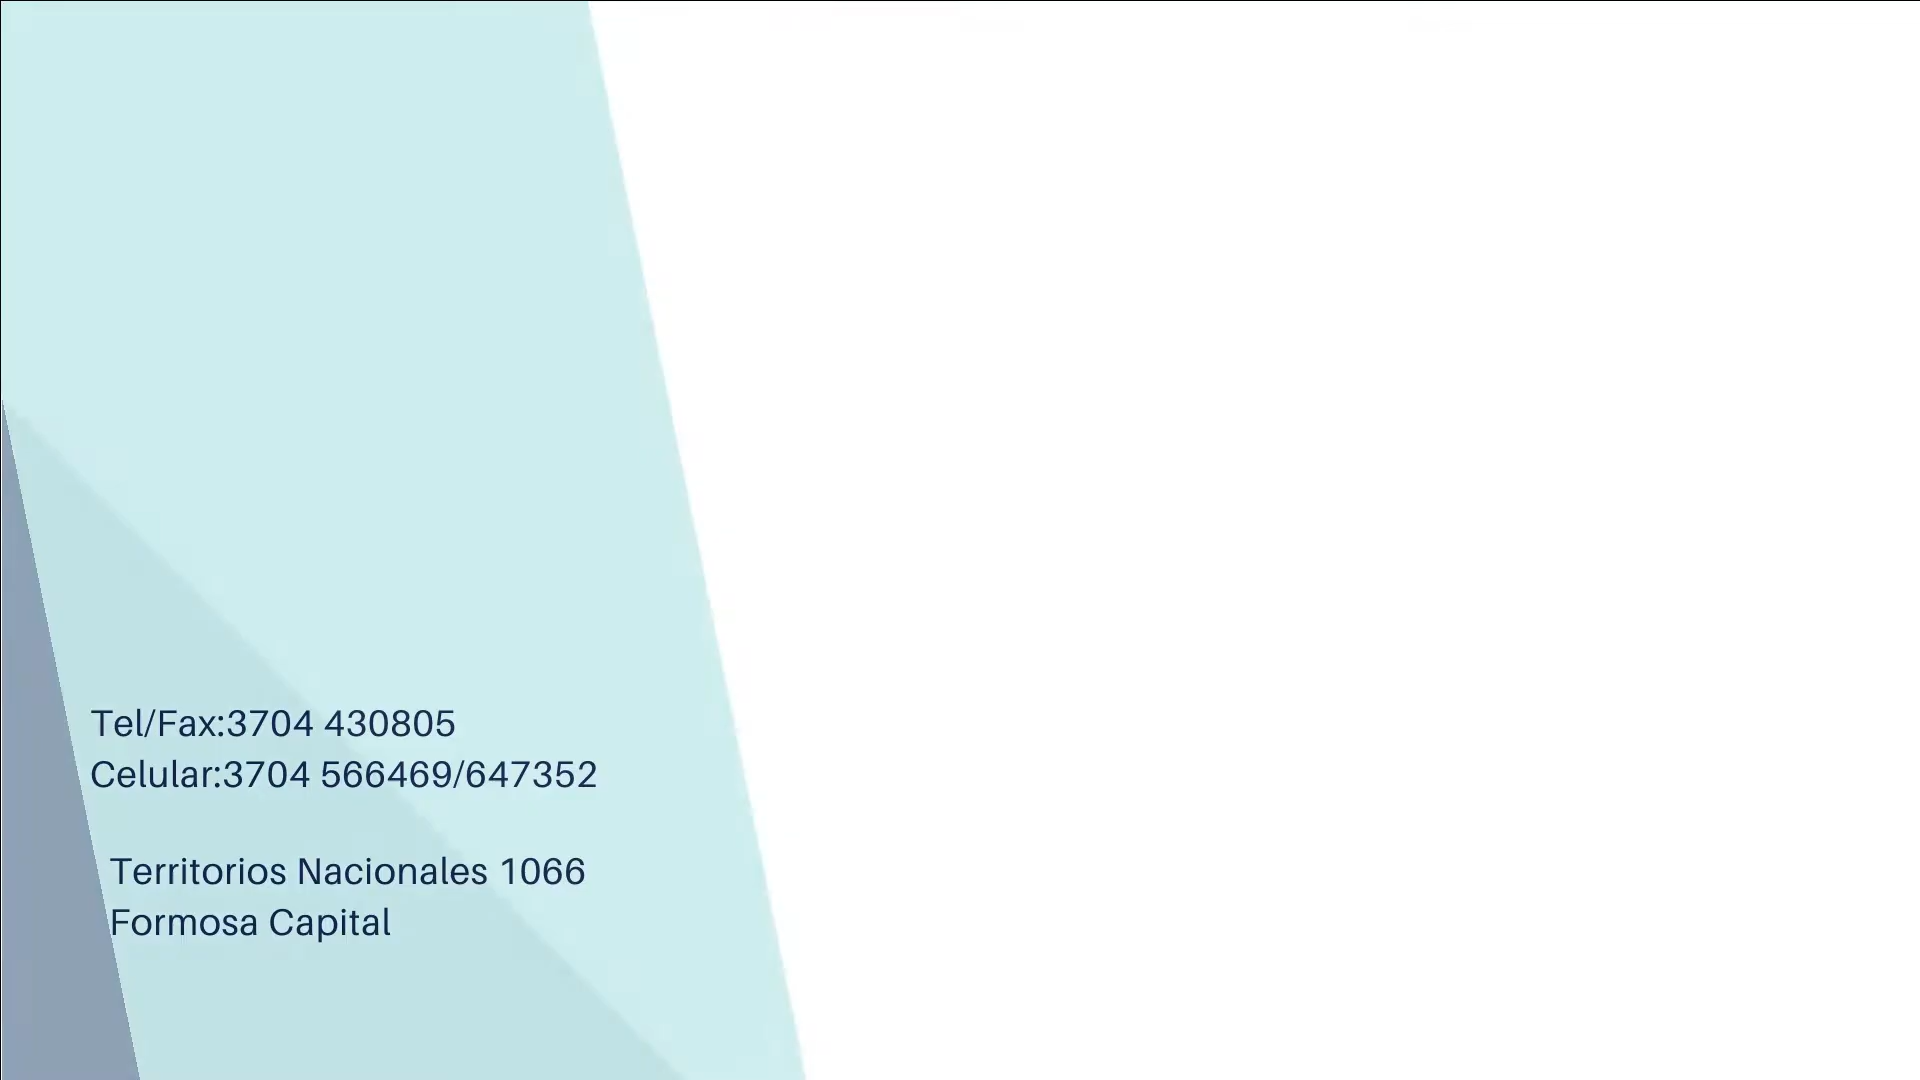 Tel/Fax:3704 430805
Celular:3704 566469/647352
Territorios Nacionales 1066
Formosa Capital